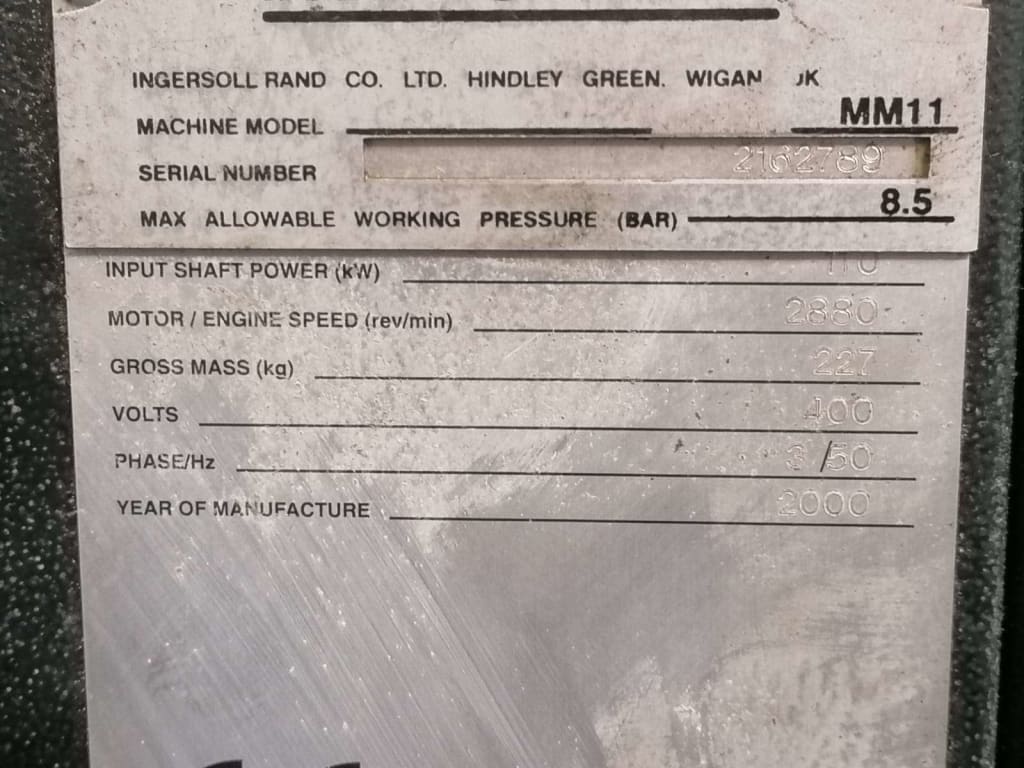 INGERSOLL RAND CO. LTD. HINDLEY GREEN. WIGAN UK
MACHINE MODEL MM11
SERIAL NUMBER 2162789
MAX ALLOWABLE WORKING PRESSURE (BAR) 8.5
INPUT SHAFT POWER (kW)
MOTOR / ENGINE SPEED (rev/min) 2880
GROSS MASS (kg) 227
VOLTS 400
PHASE/Hz 3 /50
YEAR OF MANUFACTURE 2000